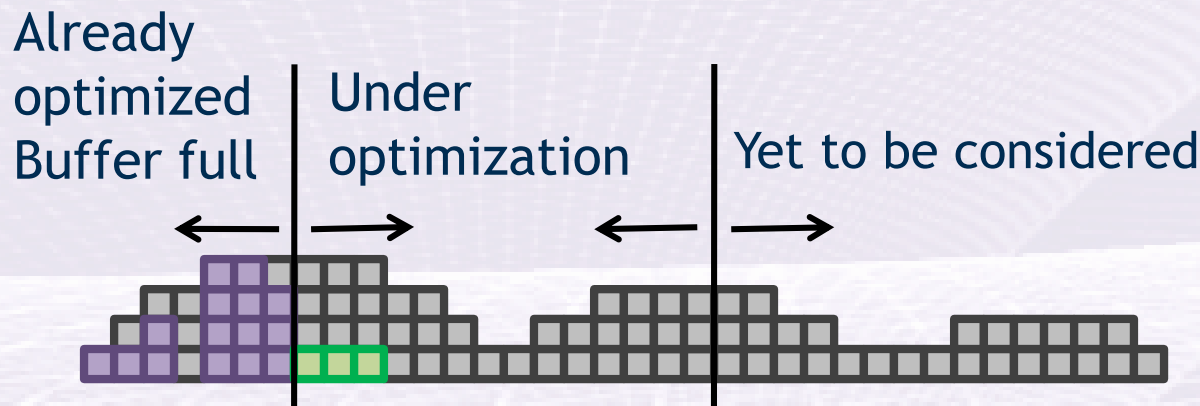 Already
optimized
Buffer full
Under
optimization
Yet to be considered